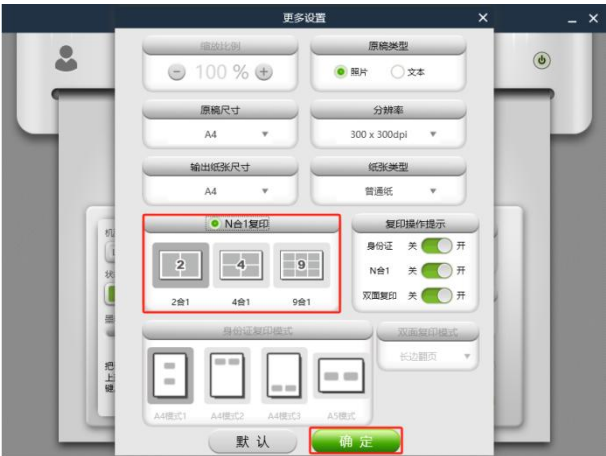 更多设置
缩放比例
原稿类型
100 %
照片 文本
原稿尺寸
分辨率
A4
300 x 300dpi
输出纸张尺寸
纸张类型
A4
普通纸
N合1复印
复印操作提示
身份证 关 开
N合1 关 开
双面复印 关 开
2
4
9
2合1
4合1
9合1
身份证复印模式
双面复印模式
长边翻页
A4模式1
A4模式2
A4模式3
A5模式
默认
确定
机
状
墨
把
上
键